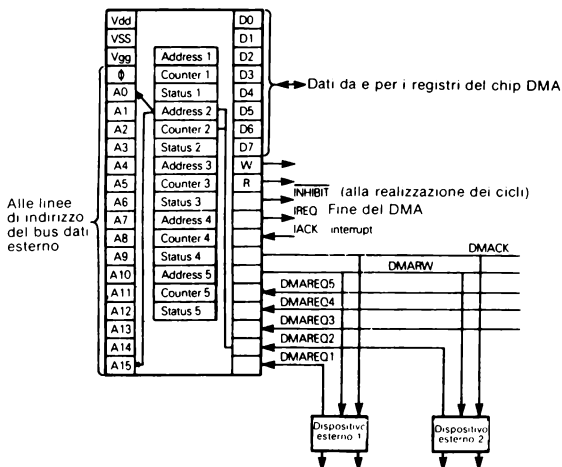 Vdd
VSS
Vgg
ϕ
A0
A1
A2
A3
A4
A5
A6
A7
A8
A9
A10
A11
A12
A13
A14
A15
Address 1
Counter 1
Status 1
Address 2
Counter 2
Status 2
Address 3
Counter 3
Status 3
Address 4
Counter 4
Status 4
Address 5
Counter 5
Status 5
D0
D1
D2
D3
D4
D5
D6
D7
W
R
Alle linee
di indirizzo
del bus dati
esterno
Dati da e per i registri del chip DMA
INHIBIT (alla realizzazione dei cicli)
IREQ Fine del DMA
IACK interrupt
DMACK
DMARW
DMAREQ5
DMAREQ4
DMAREQ3
DMAREQ2
DMAREQ1
Dispositivo
esterno 1
Dispositivo
esterno 2